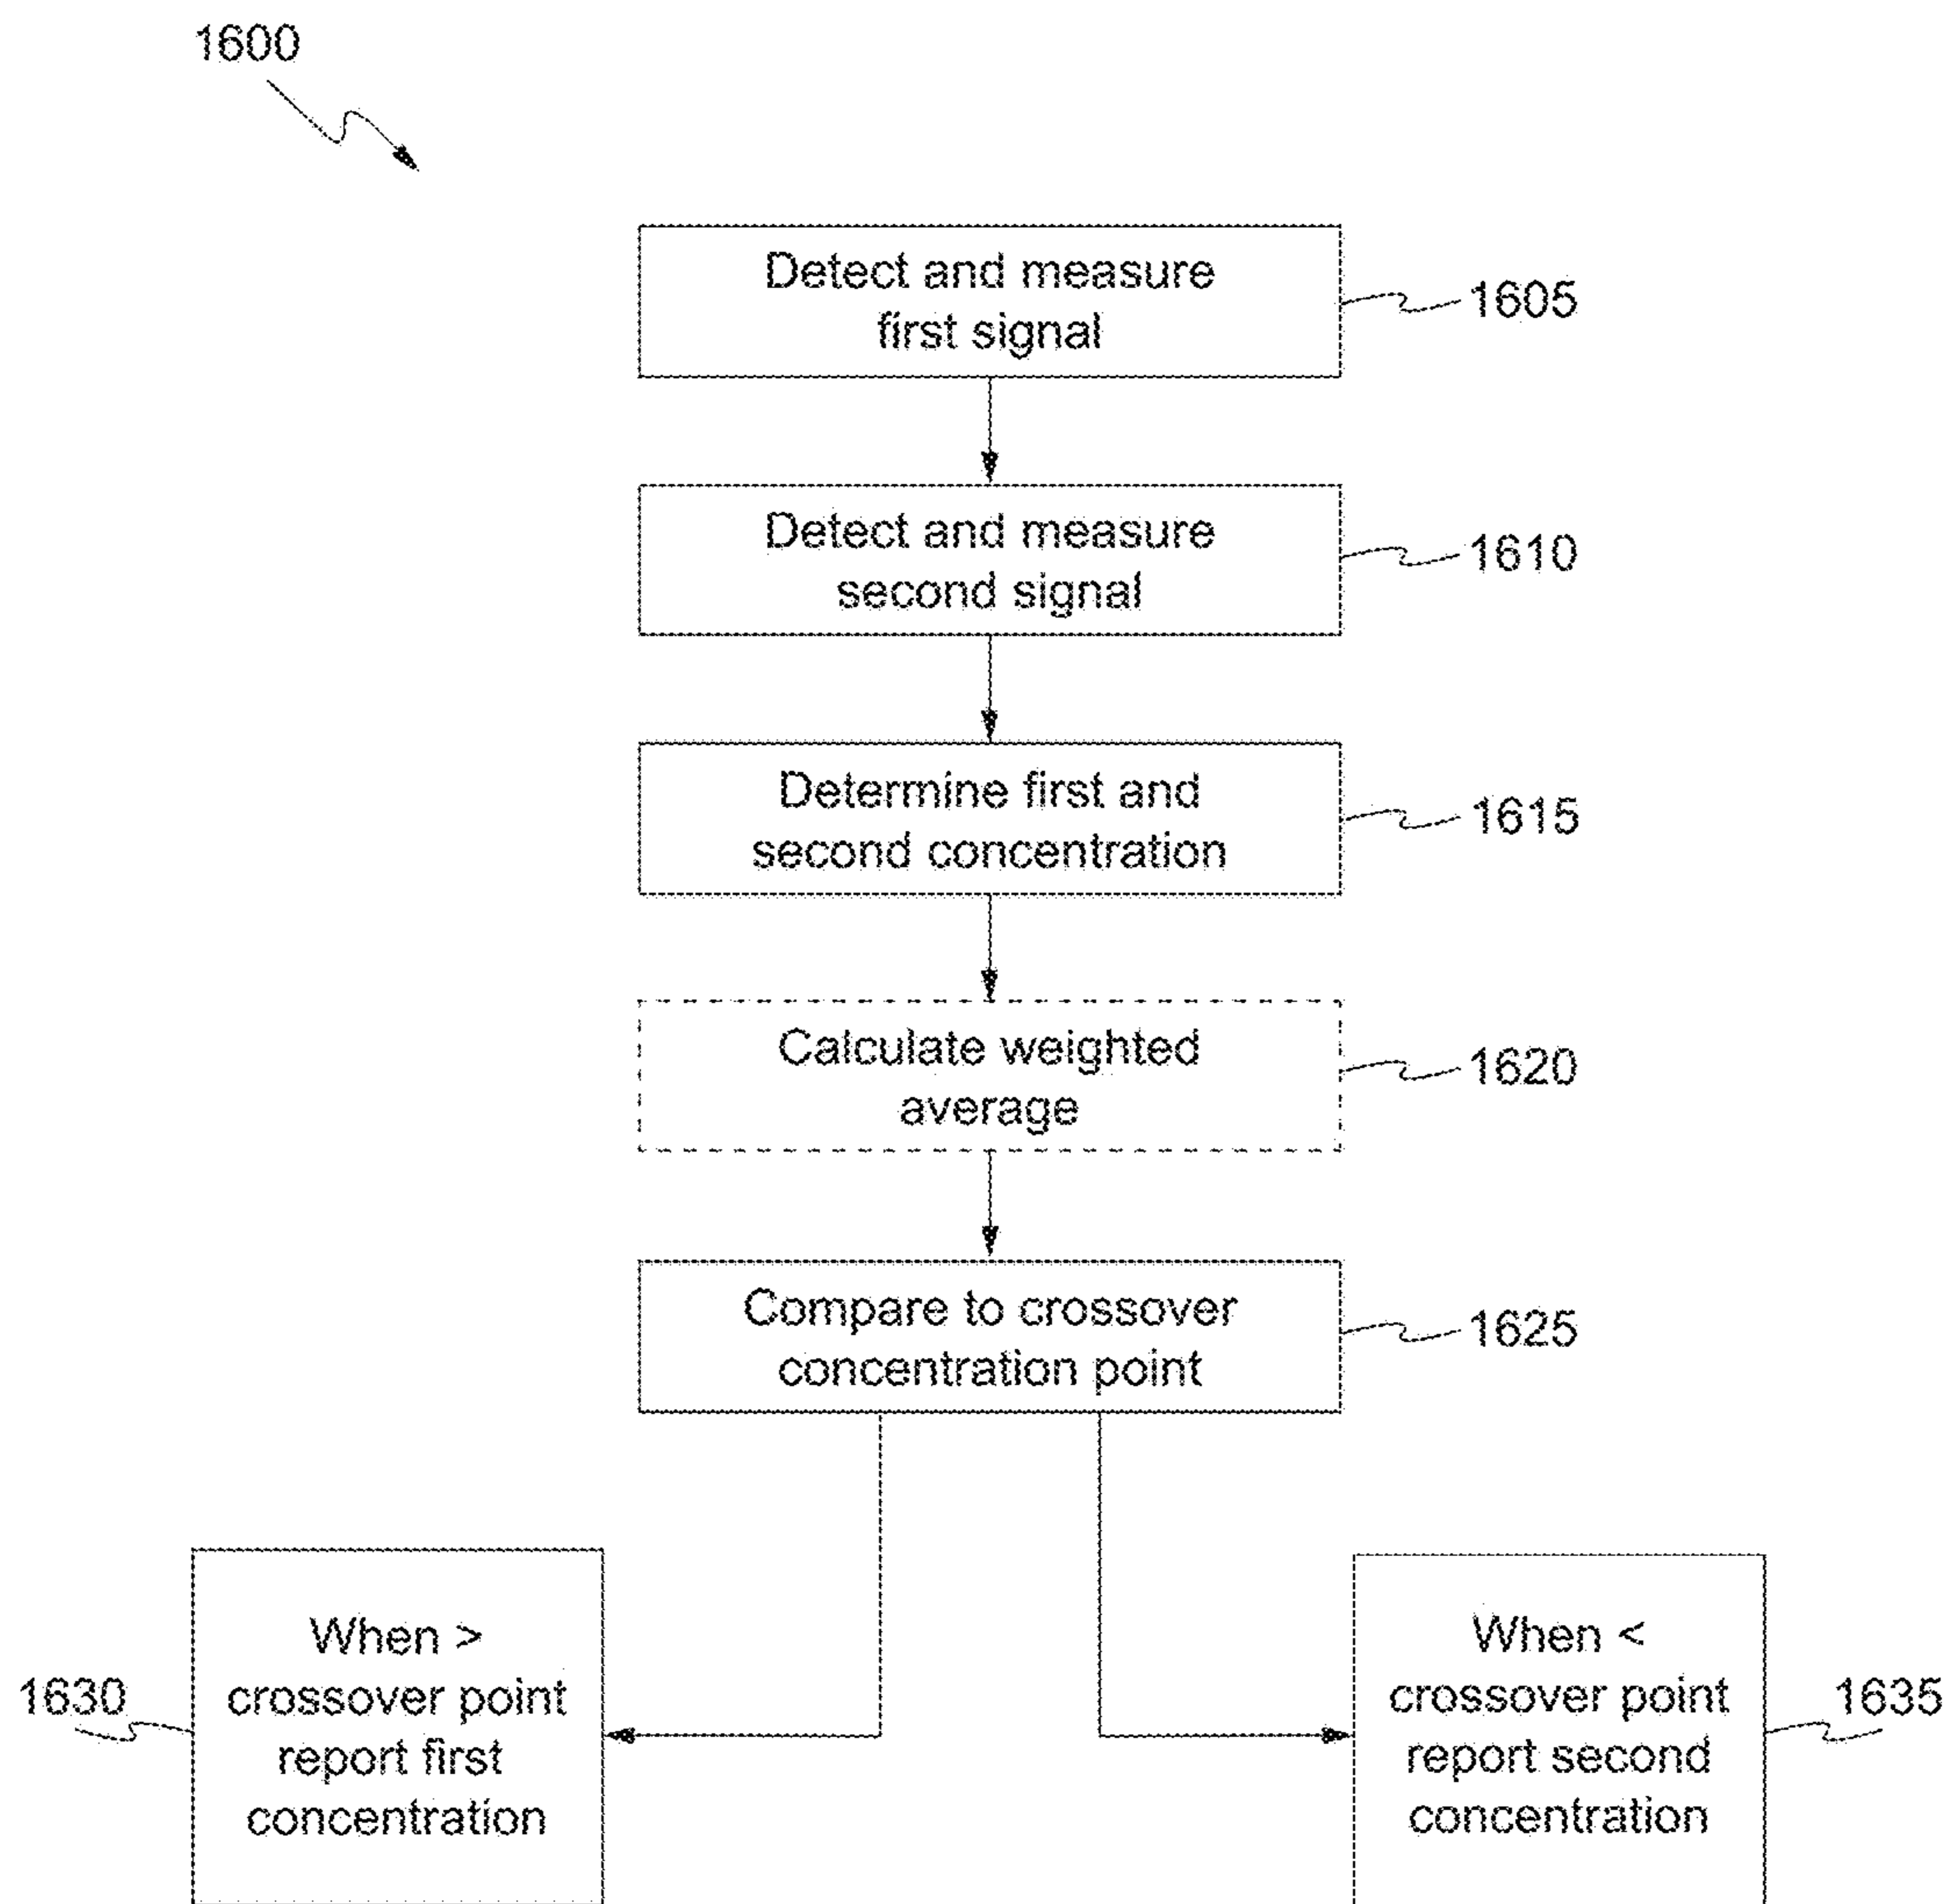 1600
Detect and measure
first signal
1605
Detect and measure
second signal
1610
Determine first and
second concentration
1615
Calculate weighted
average
1620
Compare to crossover
concentration point
1625
When >
crossover point
report first
concentration
1630
When <
crossover point
report second
concentration
1635